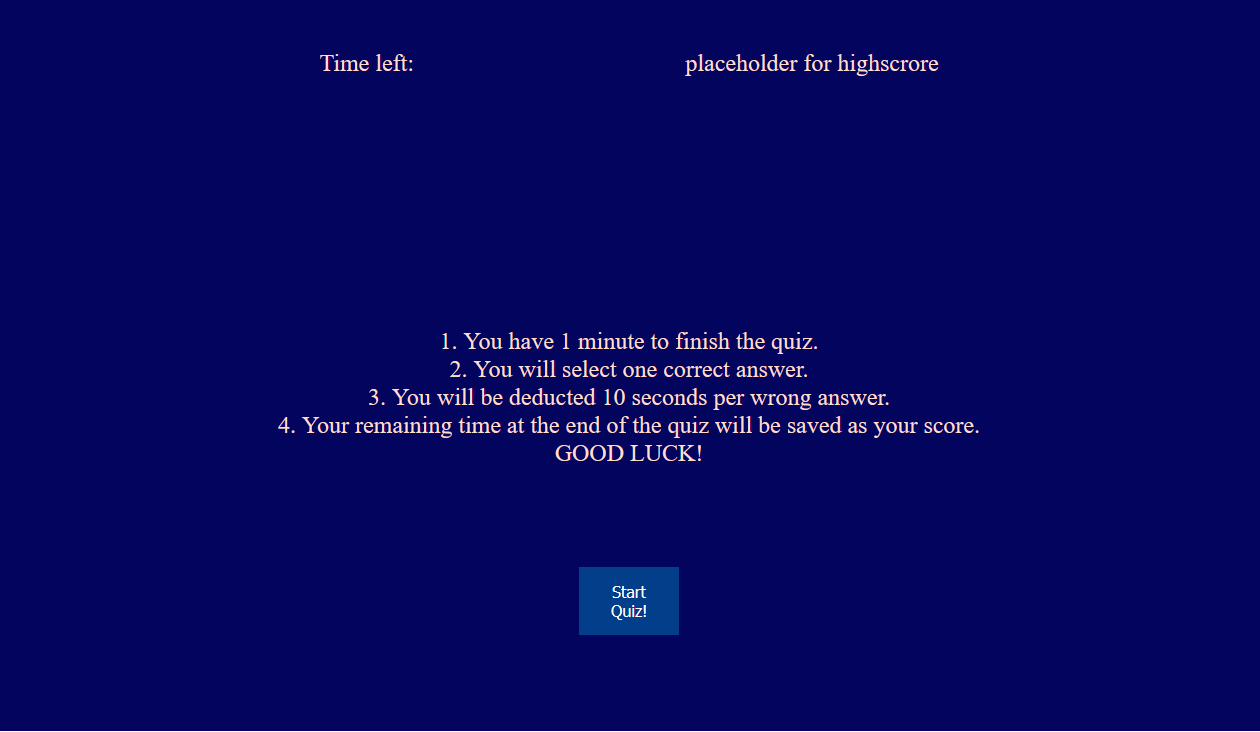 Time left:
placeholder for highscrore
1. You have 1 minute to finish the quiz.
2. You will select one correct answer.
3. You will be deducted 10 seconds per wrong answer.
4. Your remaining time at the end of the quiz will be saved as your score.
GOOD LUCK!
Start
Quiz!